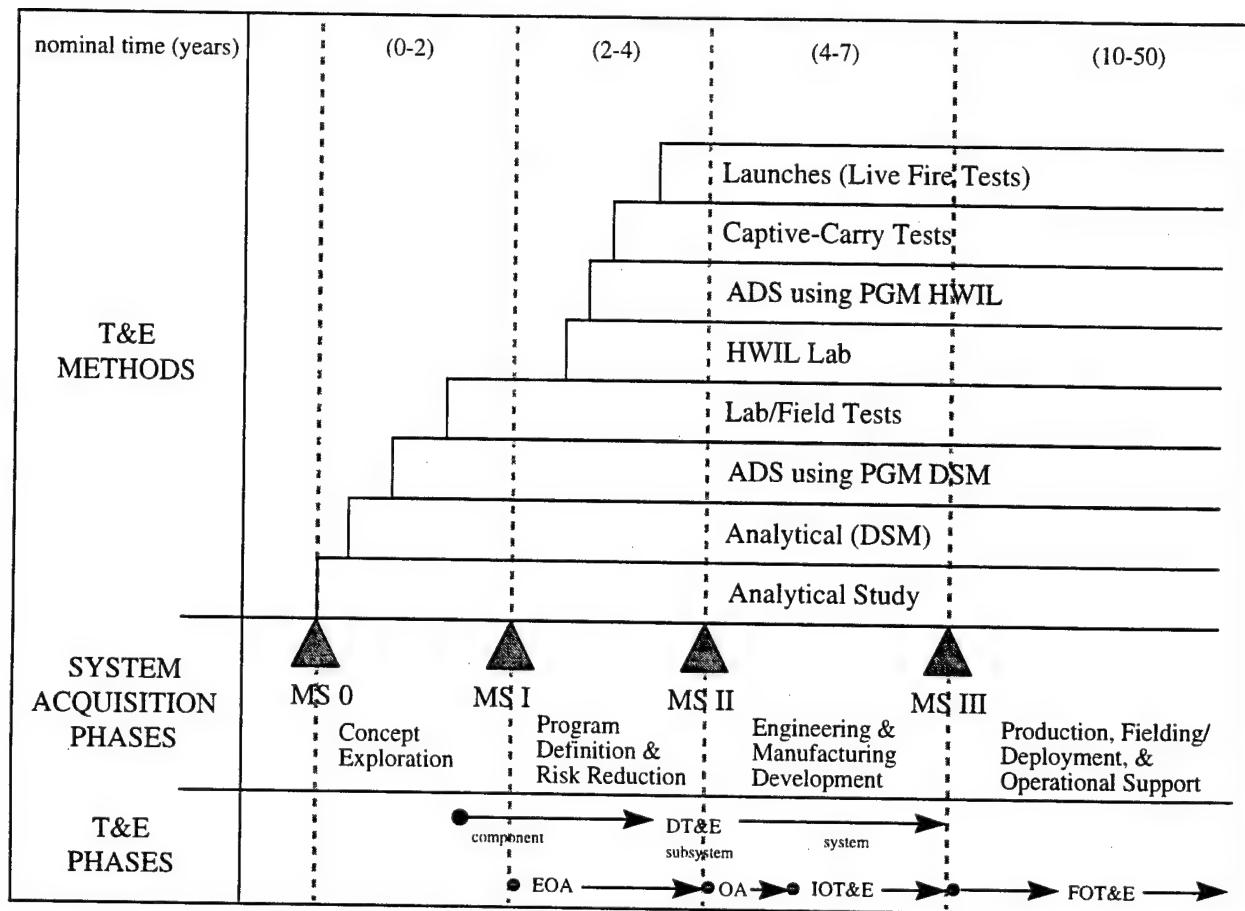 nominal time (years)
(0-2)
(2-4)
(4-7)
(10-50)
T&E
METHODS
Launches (Live Fire Tests)
Captive-Carry Tests
ADS using PGM HWIL
HWIL Lab
Lab/Field Tests
ADS using PGM DSM
Analytical (DSM)
Analytical Study
SYSTEM
ACQUISITION
PHASES
MS 0
MS I
MS II
MS III
Concept
Exploration
Program
Definition &
Risk Reduction
Engineering &
Manufacturing
Development
Production, Fielding/
Deployment, &
Operational Support
T&E
PHASES
component
DT&E
subsystem
system
EOA
OA
IOT&E
FOT&E